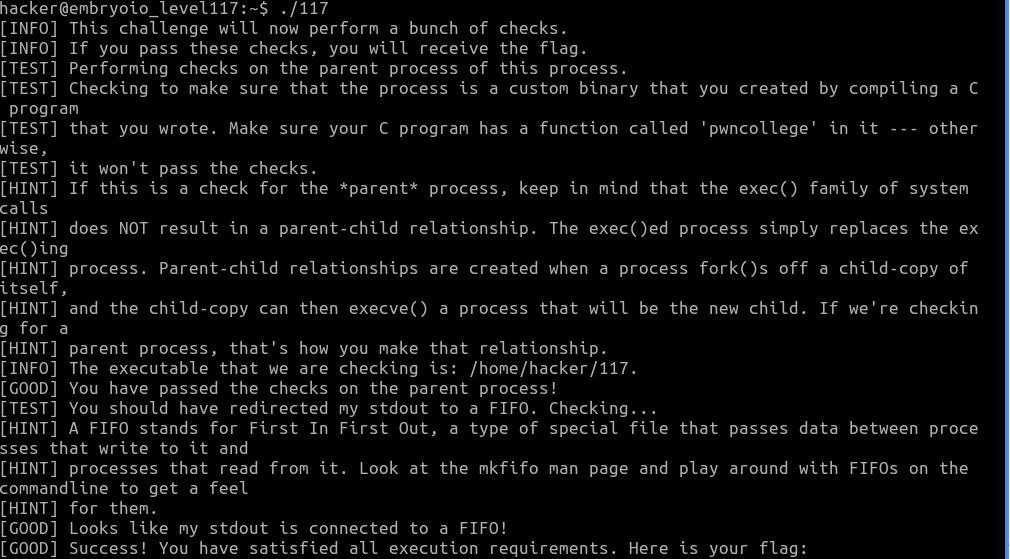 hacker@embryoio_level117:~$ ./117
[INFO] This challenge will now perform a bunch of checks.
[INFO] If you pass these checks, you will receive the flag.
[TEST] Performing checks on the parent process of this process.
[TEST] Checking to make sure that the process is a custom binary that you created by compiling a C
 program
[TEST] that you wrote. Make sure your C program has a function called 'pwncollege' in it --- other
wise,
[TEST] it won't pass the checks.
[HINT] If this is a check for the *parent* process, keep in mind that the exec() family of system
calls
[HINT] does NOT result in a parent-child relationship. The exec()ed process simply replaces the ex
ec()ing
[HINT] process. Parent-child relationships are created when a process fork()s off a child-copy of
itself,
[HINT] and the child-copy can then execve() a process that will be the new child. If we're checkin
g for a
[HINT] parent process, that's how you make that relationship.
[INFO] The executable that we are checking is: /home/hacker/117.
[GOOD] You have passed the checks on the parent process!
[TEST] You should have redirected my stdout to a FIFO. Checking...
[HINT] A FIFO stands for First In First Out, a type of special file that passes data between proce
sses that write to it and
[HINT] processes that read from it. Look at the mkfifo man page and play around with FIFOs on the
commandline to get a feel
[HINT] for them.
[GOOD] Looks like my stdout is connected to a FIFO!
[GOOD] Success! You have satisfied all execution requirements. Here is your flag: